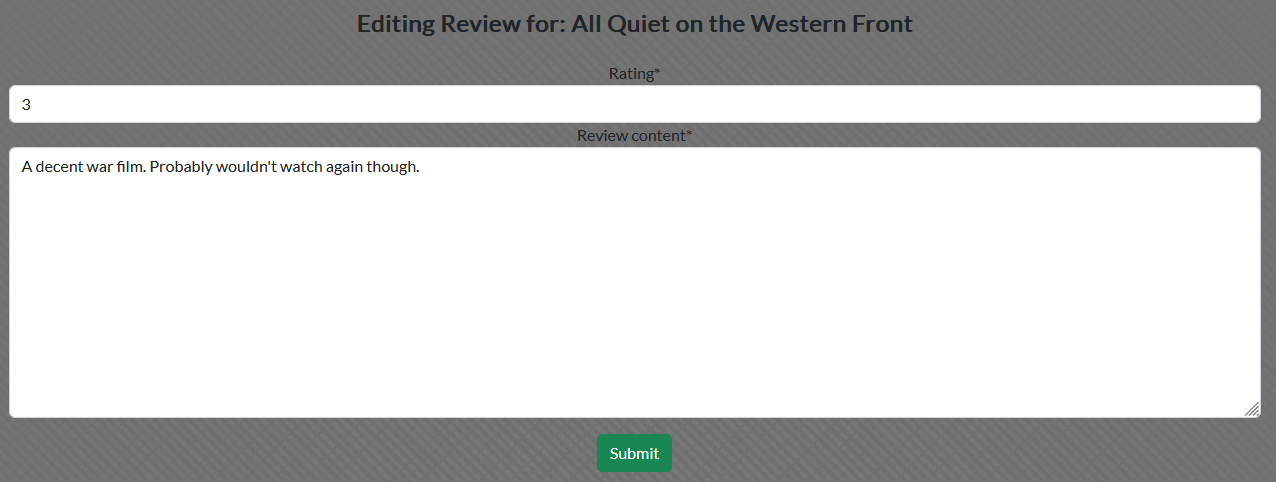 Editing Review for: All Quiet on the Western Front
Rating*
3
Review content*
A decent war film. Probably wouldn't watch again though.
Submit